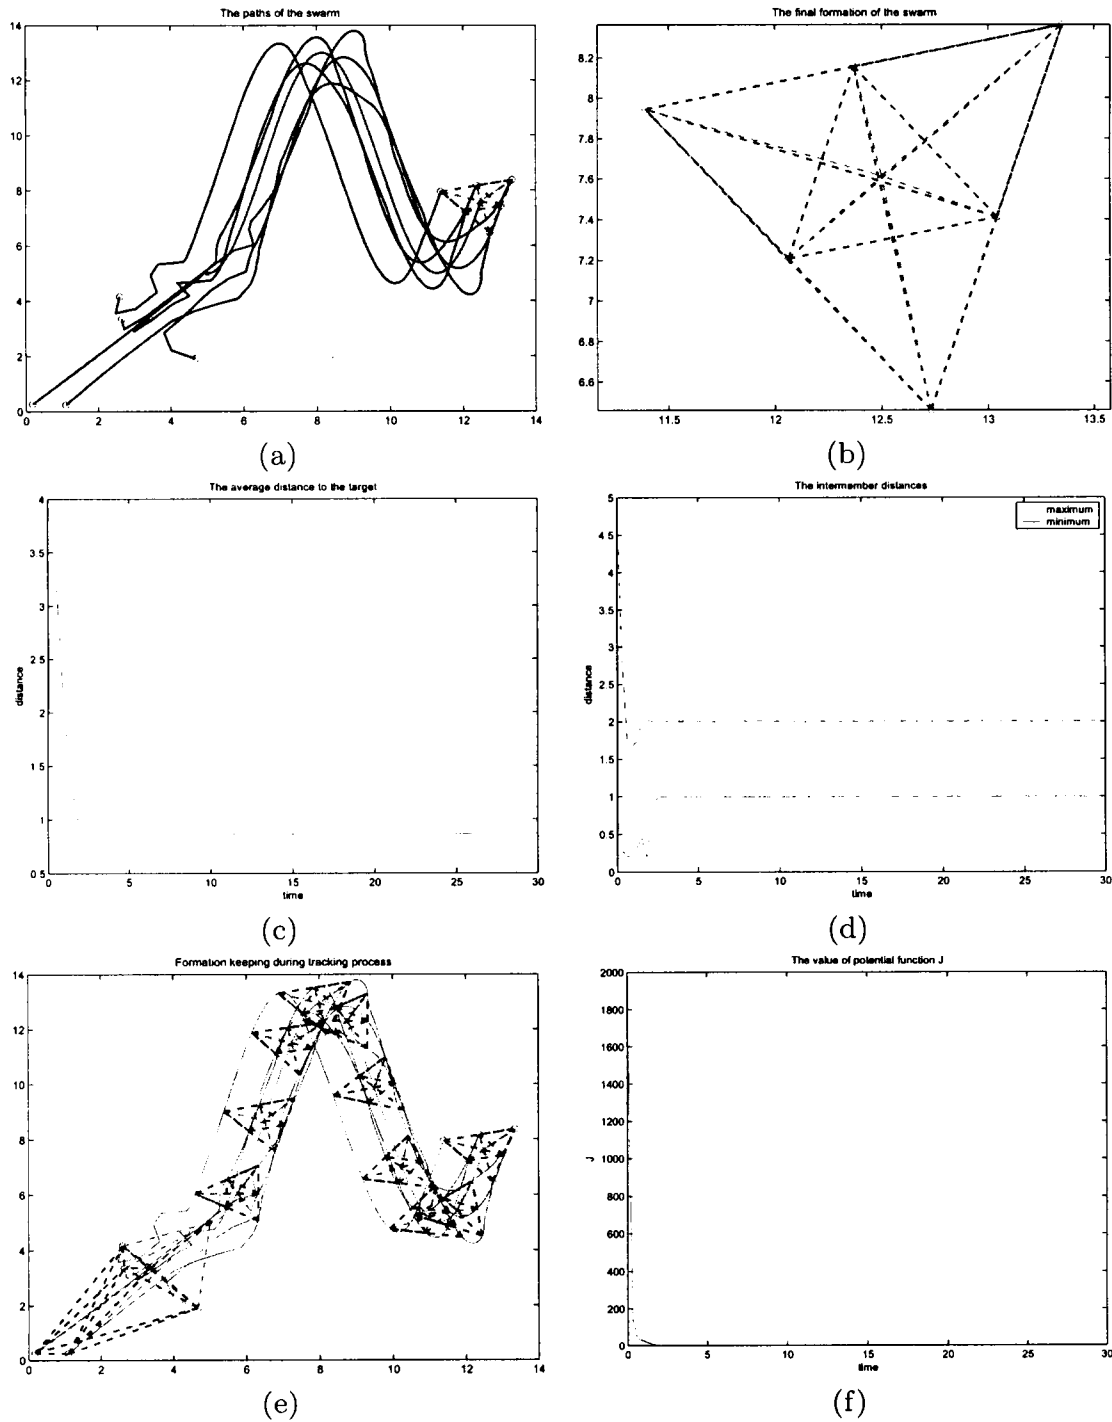 The paths of the swarm
14
12
10
8
6
4
2
0
0 2 4 6 8 10 12 14
(a)
The final formation of the swarm
8.2
8
7.8
7.6
7.4
7.2
7
6.8
6.6
11.5 12 12.5 13 13.5
(b)
The average distance to the target
4
3.5
3
2.5
2
1.5
1
0.5
distance
0 5 10 15 20 25 30
time
(c)
The intermember distances
maximum
minimum
5
4.5
4
3.5
3
2.5
2
1.5
1
0.5
0
distance
0 5 10 15 20 25 30
time
(d)
Formation keeping during tracking process
14
12
10
8
6
4
2
0
0 2 4 6 8 10 12 14
(e)
The value of potential function J
2000
1800
1600
1400
1200
1000
800
600
400
200
0
J
0 5 10 15 20 25 30
time
(f)